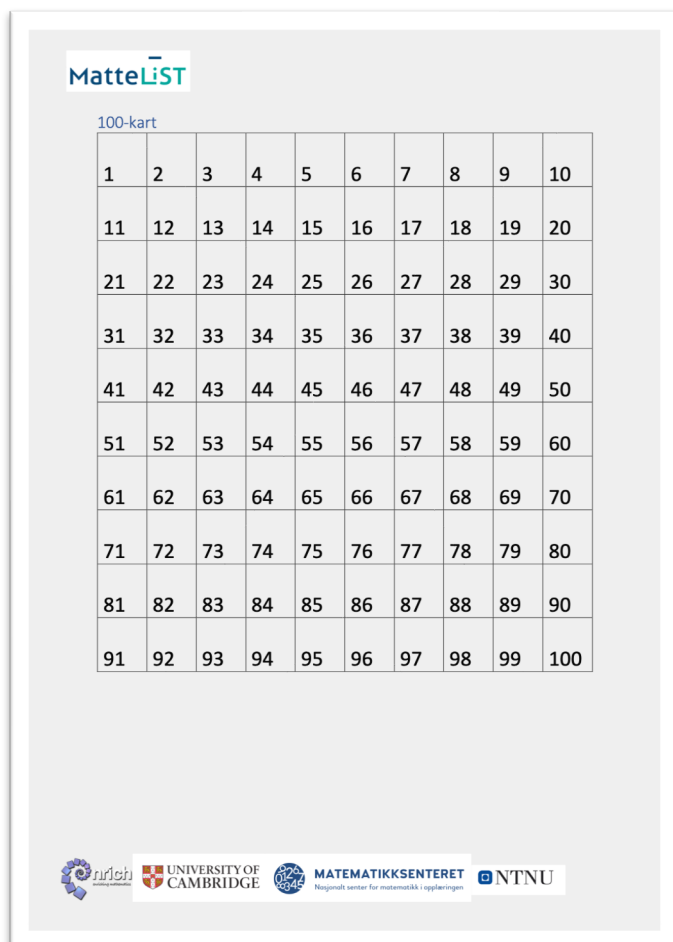 MatteLiST
100-kart
1 2 3 4 5 6 7 8 9 10
11 12 13 14 15 16 17 18 19 20
21 22 23 24 25 26 27 28 29 30
31 32 33 34 35 36 37 38 39 40
41 42 43 44 45 46 47 48 49 50
51 52 53 54 55 56 57 58 59 60
61 62 63 64 65 66 67 68 69 70
71 72 73 74 75 76 77 78 79 80
81 82 83 84 85 86 87 88 89 90
91 92 93 94 95 96 97 98 99 100
enrich
UNIVERSITY OF
CAMBRIDGE
MATEMATIKKSENTERET
Nasjonalt senter for matematikk i opplæringen
NTNU